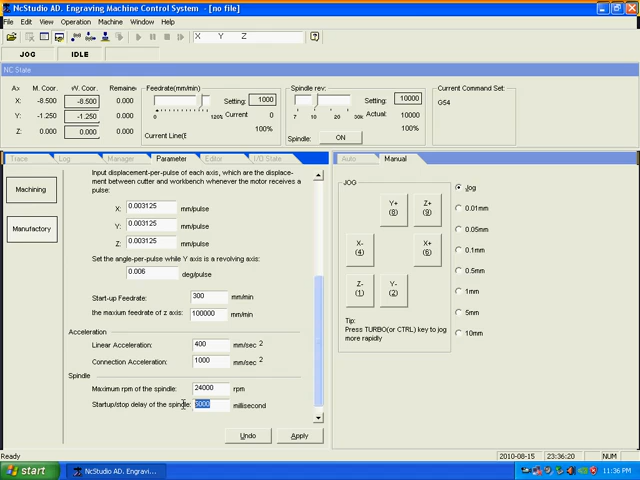 NcStudio AD. Engraving Machine Control System - [no file]
File Edit View Operation Machine Window Help
X Y Z
JOG IDLE
NC State
Ax M. Coor. W. Coor. Remaine
X: -8.500 -8.500 0.000
Y: -1.250 -1.250 0.000
Z: 0.000 0.000 0.000
Feedrate(mm/min)
Setting: 1000
0 120%
Current 0
100%
Current Line(E
Spindle rev:
Setting: 10000
7 10 20 30k
Actual: 10000
100%
Spindle: ON
Current Command Set:
G54
Trace Log Manager Parameter Editor I/O State
Auto Manual
Machining
Manufactory
Input displacement-per-pulse of each axis, which are the displace-
ment between cutter and workbench whenever the motor receives a
pulse:
X: 0.003125 mm/pulse
Y: 0.003125 mm/pulse
Z: 0.003125 mm/pulse
Set the angle-per-pulse while Y axis is a revolving axis:
0.006 deg/pulse
Start-up Feedrate: 300 mm/min
the maxium feedrate of z axis: 100000 mm/min
Acceleration
Linear Acceleration: 400 mm/sec 2
Connection Acceleration: 1000 mm/sec 2
Spindle
Maximum rpm of the spindle: 24000 rpm
Startup/stop delay of the spindle: 5000 millisecond
Undo Apply
JOG
Y+
(8)
Z+
(9)
X-
(4)
X+
(6)
Z-
(1)
Y-
(2)
Tip:
Press TURBO(or CTRL) key to jog
more rapidly
Jog
0.01mm
0.05mm
0.1mm
0.5mm
1mm
5mm
10mm
Ready 2010-08-15 23:36:20 NUM
start NcStudio AD. Engravi... 11:36 PM